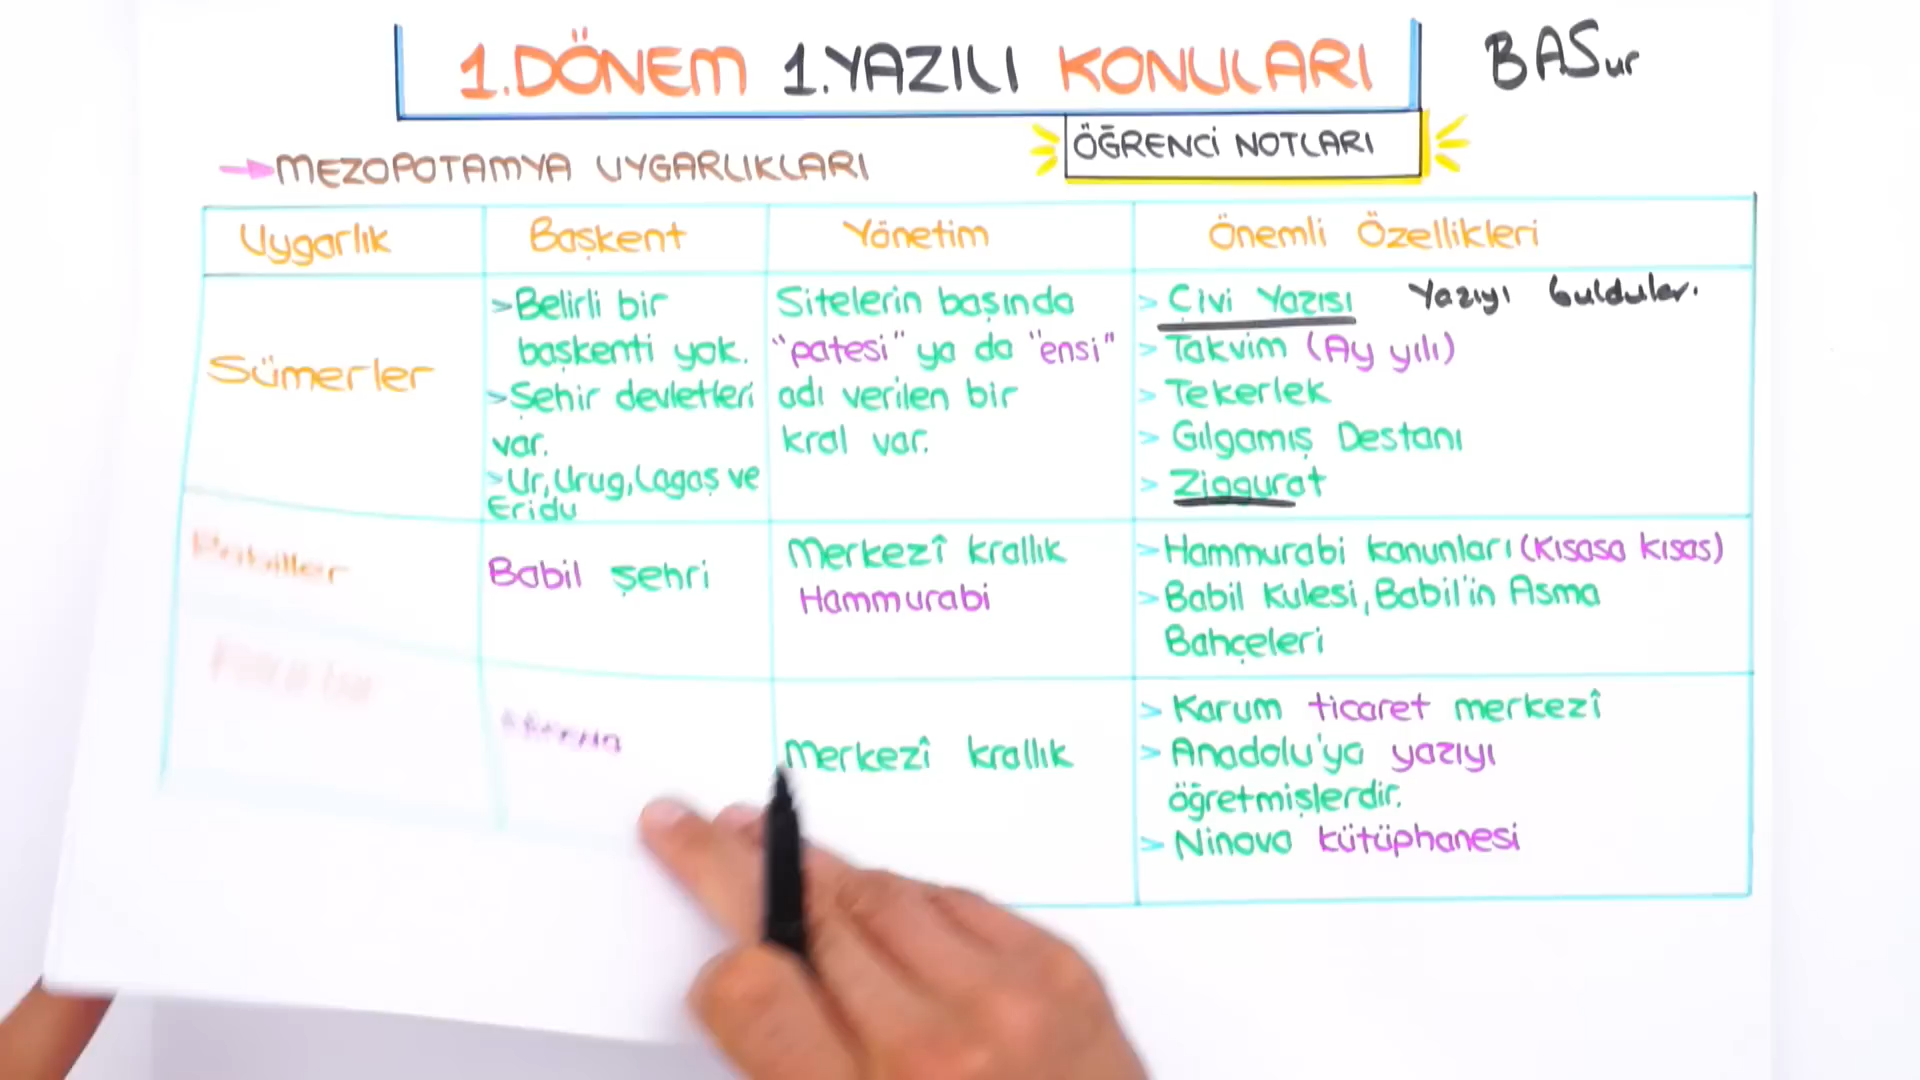 1.DÖNEM 1.YAZILI KONULARI
BASur
ÖĞRENCİ NOTLARI
MEZOPOTAMYA UYGARLIKLARI
Uygarlık
Başkent
Yönetim
Önemli Özellikleri
Sümerler
>Belirli bir
başkenti yok.
>Şehir devletleri
var.
>Ur,Urug,Lagaş ve
Eridu
Sitelerin başında
"patesi" ya da "ensi"
adı verilen bir
kral var.
> Çivi Yazısı Yazıyı buldular.
> Takvim (Ay yılı)
> Tekerlek
> Gılgamış Destanı
> Ziggurat
Babiller
Babil şehri
Merkezî krallık
Hammurabi
> Hammurabi kanunları(Kısasa kısas)
> Babil Kulesi,Babil'in Asma
Bahçeleri
Merkezî krallık
> Karum ticaret merkezî
> Anadolu'ya yazıyı
öğretmişlerdir.
> Ninova kütüphanesi